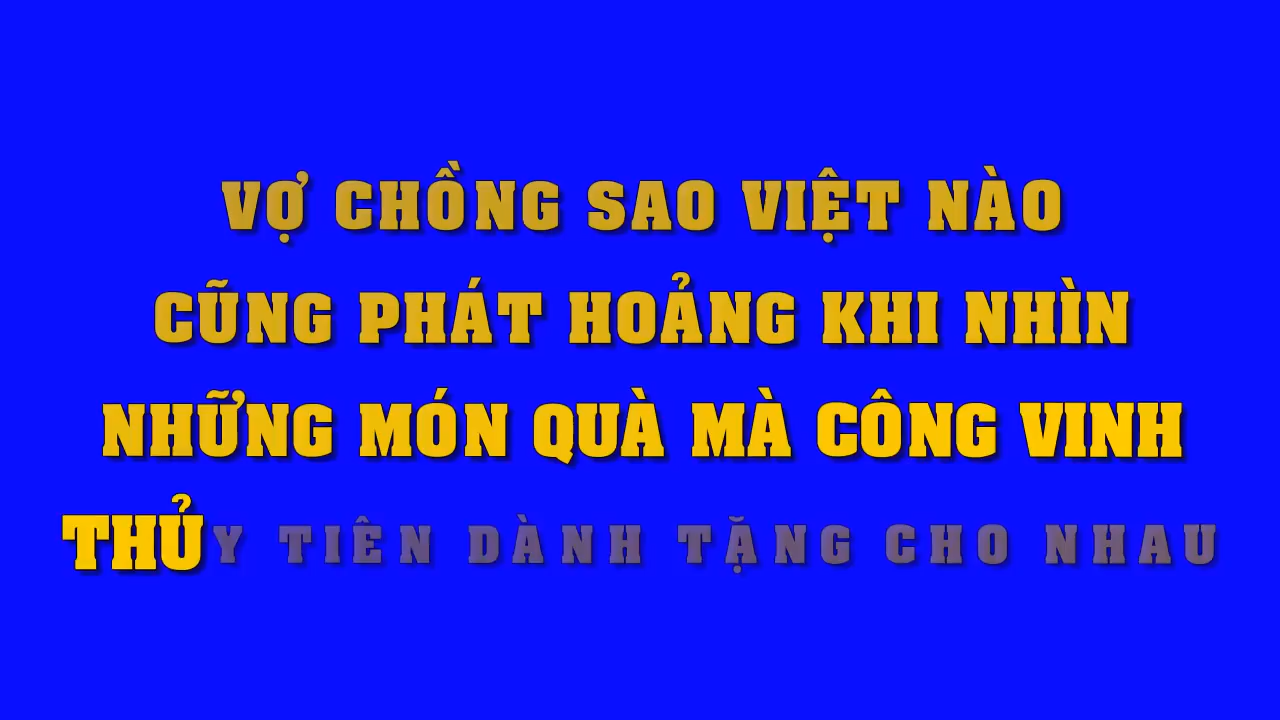 VỢ CHỒNG SAO VIỆT NÀO
CŨNG PHÁT HOẢNG KHI NHÌN
NHỮNG MÓN QUÀ MÀ CÔNG VINH
THỦY TIÊN DÀNH TẶNG CHO NHAU